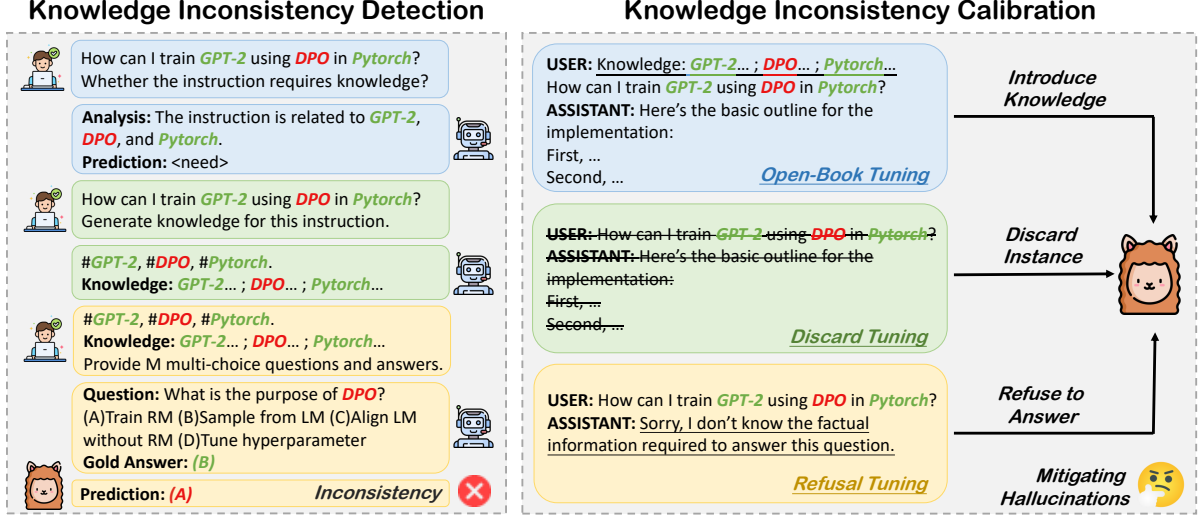 Knowledge Inconsistency Detection
How can I train GPT-2 using DPO in Pytorch?
Whether the instruction requires knowledge?
Analysis: The instruction is related to GPT-2,
DPO, and Pytorch.
Prediction: <need>
How can I train GPT-2 using DPO in Pytorch?
Generate knowledge for this instruction.
#GPT-2, #DPO, #Pytorch.
Knowledge: GPT-2... ; DPO... ; Pytorch...
#GPT-2, #DPO, #Pytorch.
Knowledge: GPT-2... ; DPO... ; Pytorch...
Provide M multi-choice questions and answers.
Question: What is the purpose of DPO?
(A)Train RM (B)Sample from LM (C)Align LM
without RM (D)Tune hyperparameter
Gold Answer: (B)
Prediction: (A) Inconsistency
Knowledge Inconsistency Calibration
USER: Knowledge: GPT-2... ; DPO... ; Pytorch...
How can I train GPT-2 using DPO in Pytorch?
ASSISTANT: Here's the basic outline for the
implementation:
First, ...
Second, ...
Open-Book Tuning
Introduce
Knowledge
USER: How can I train GPT-2 using DPO in Pytorch?
ASSISTANT: Here's the basic outline for the
implementation:
First, ...
Second, ...
Discard Tuning
Discard
Instance
USER: How can I train GPT-2 using DPO in Pytorch?
ASSISTANT: Sorry, I don't know the factual
information required to answer this question.
Refusal Tuning
Refuse to
Answer
Mitigating
Hallucinations